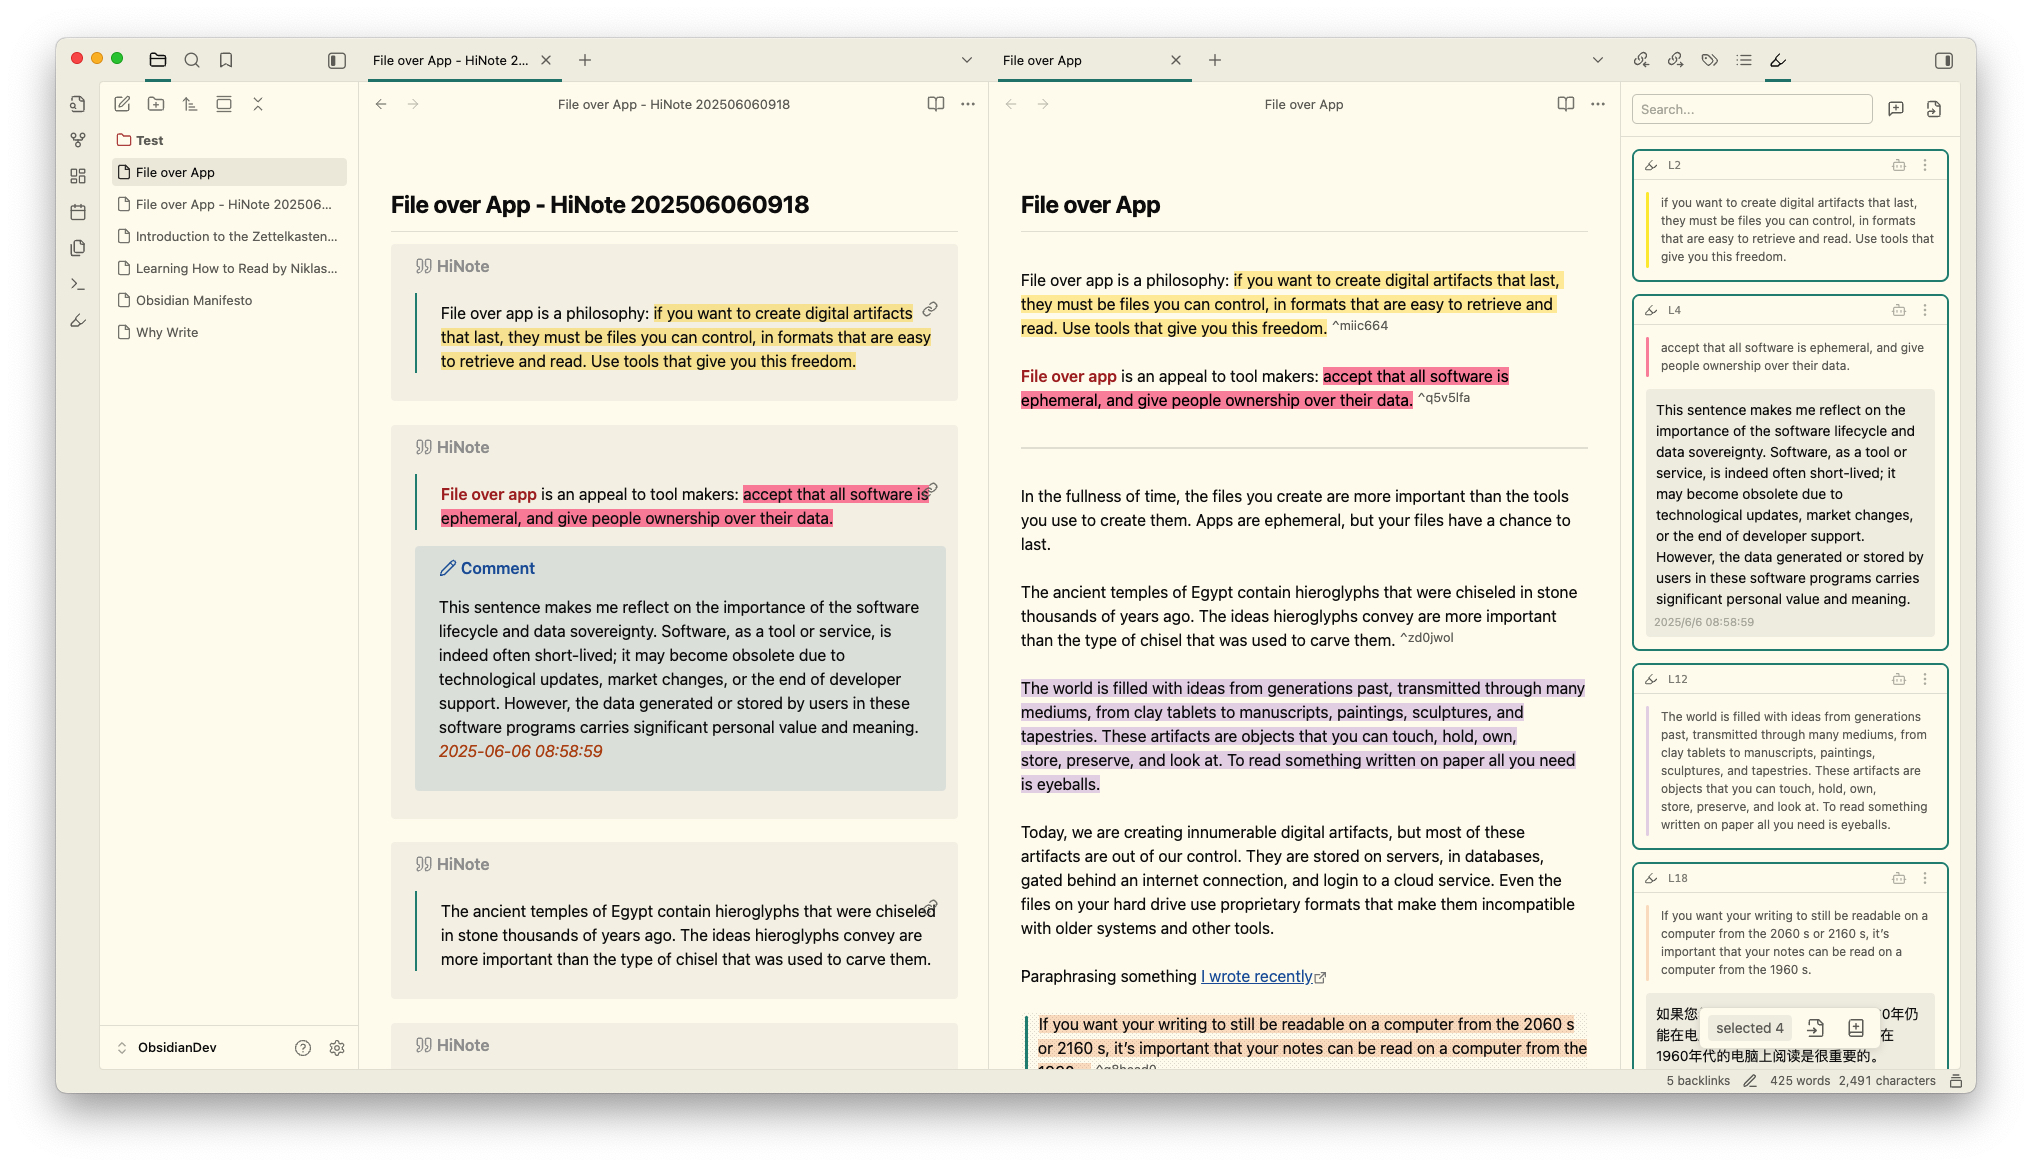 File over App - HiNote 2...
File over App
Test
File over App
File over App - HiNote 202506...
Introduction to the Zettelkasten...
Learning How to Read by Niklas...
Obsidian Manifesto
Why Write
ObsidianDev
File over App - HiNote 202506060918
File over App - HiNote 202506060918
HiNote
File over app is a philosophy: if you want to create digital artifacts
that last, they must be files you can control, in formats that are easy
to retrieve and read. Use tools that give you this freedom.
HiNote
File over app is an appeal to tool makers: accept that all software is
ephemeral, and give people ownership over their data.
Comment
This sentence makes me reflect on the importance of the software
lifecycle and data sovereignty. Software, as a tool or service, is
indeed often short-lived; it may become obsolete due to
technological updates, market changes, or the end of developer
support. However, the data generated or stored by users in these
software programs carries significant personal value and meaning.
2025-06-06 08:58:59
HiNote
The ancient temples of Egypt contain hieroglyphs that were chiseled
in stone thousands of years ago. The ideas hieroglyphs convey are
more important than the type of chisel that was used to carve them.
HiNote
File over App
File over App
File over app is a philosophy: if you want to create digital artifacts that last,
they must be files you can control, in formats that are easy to retrieve and
read. Use tools that give you this freedom. ^miic664
File over app is an appeal to tool makers: accept that all software is
ephemeral, and give people ownership over their data. ^q5v5lfa
In the fullness of time, the files you create are more important than the tools
you use to create them. Apps are ephemeral, but your files have a chance to
last.
The ancient temples of Egypt contain hieroglyphs that were chiseled in stone
thousands of years ago. The ideas hieroglyphs convey are more important
than the type of chisel that was used to carve them. ^zd0jwol
The world is filled with ideas from generations past, transmitted through many
mediums, from clay tablets to manuscripts, paintings, sculptures, and
tapestries. These artifacts are objects that you can touch, hold, own,
store, preserve, and look at. To read something written on paper all you need
is eyeballs.
Today, we are creating innumerable digital artifacts, but most of these
artifacts are out of our control. They are stored on servers, in databases,
gated behind an internet connection, and login to a cloud service. Even the
files on your hard drive use proprietary formats that make them incompatible
with older systems and other tools.
Paraphrasing something I wrote recently
If you want your writing to still be readable on a computer from the 2060 s
or 2160 s, it's important that your notes can be read on a computer from the
Search...
L2
if you want to create digital artifacts that last,
they must be files you can control, in formats
that are easy to retrieve and read. Use tools that
give you this freedom.
L4
accept that all software is ephemeral, and give
people ownership over their data.
This sentence makes me reflect on the
importance of the software lifecycle and
data sovereignty. Software, as a tool or
service, is indeed often short-lived; it
may become obsolete due to
technological updates, market changes,
or the end of developer support.
However, the data generated or stored by
users in these software programs carries
significant personal value and meaning.
2025/6/6 08:58:59
L12
The world is filled with ideas from generations
past, transmitted through many mediums, from
clay tablets to manuscripts, paintings,
sculptures, and tapestries. These artifacts are
objects that you can touch, hold, own,
store, preserve, and look at. To read something
written on paper all you need is eyeballs.
L18
If you want your writing to still be readable on a
computer from the 2060 s or 2160 s, it's
important that your notes can be read on a
computer from the 1960 s.
如果您 0年仍
能在电 在
1960年代的电脑上阅读是很重要的。
selected 4
5 backlinks 425 words 2,491 characters